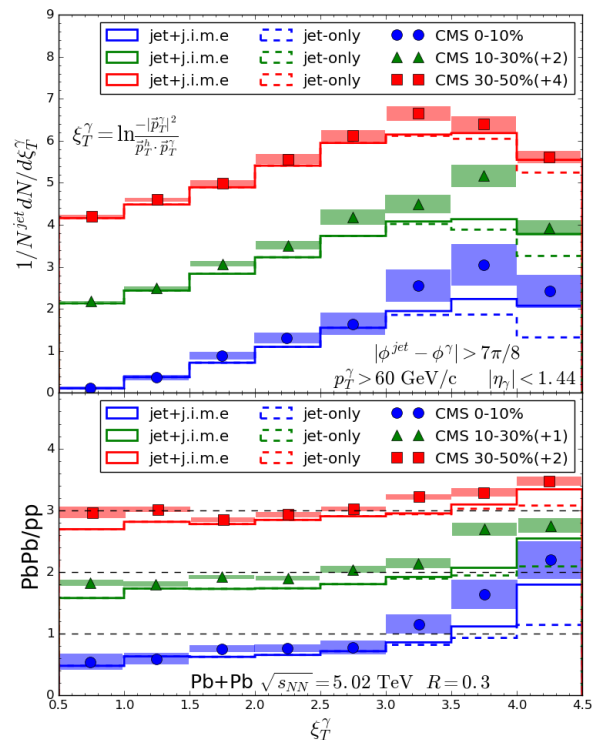 jet+j.i.m.e jet-only CMS 0-10%
jet+j.i.m.e jet-only CMS 10-30%(+2)
jet+j.i.m.e jet-only CMS 30-50%(+4)
ξ_T^γ = ln −|p⃗_T^γ|² / p⃗_T^h · p⃗_T^γ
1/N^{jet} dN/dξ_T^γ
9
8
7
6
5
4
3
2
1
0
|ϕ^{jet} − ϕ^γ| > 7π/8
p_T^γ > 60 GeV/c |η_γ| < 1.44
jet+j.i.m.e jet-only CMS 0-10%
jet+j.i.m.e jet-only CMS 10-30%(+1)
jet+j.i.m.e jet-only CMS 30-50%(+2)
PbPb/pp
4
3
2
1
0
Pb+Pb √s_{NN} = 5.02 TeV R = 0.3
0.5 1.0 1.5 2.0 2.5 3.0 3.5 4.0 4.5
ξ_T^γ